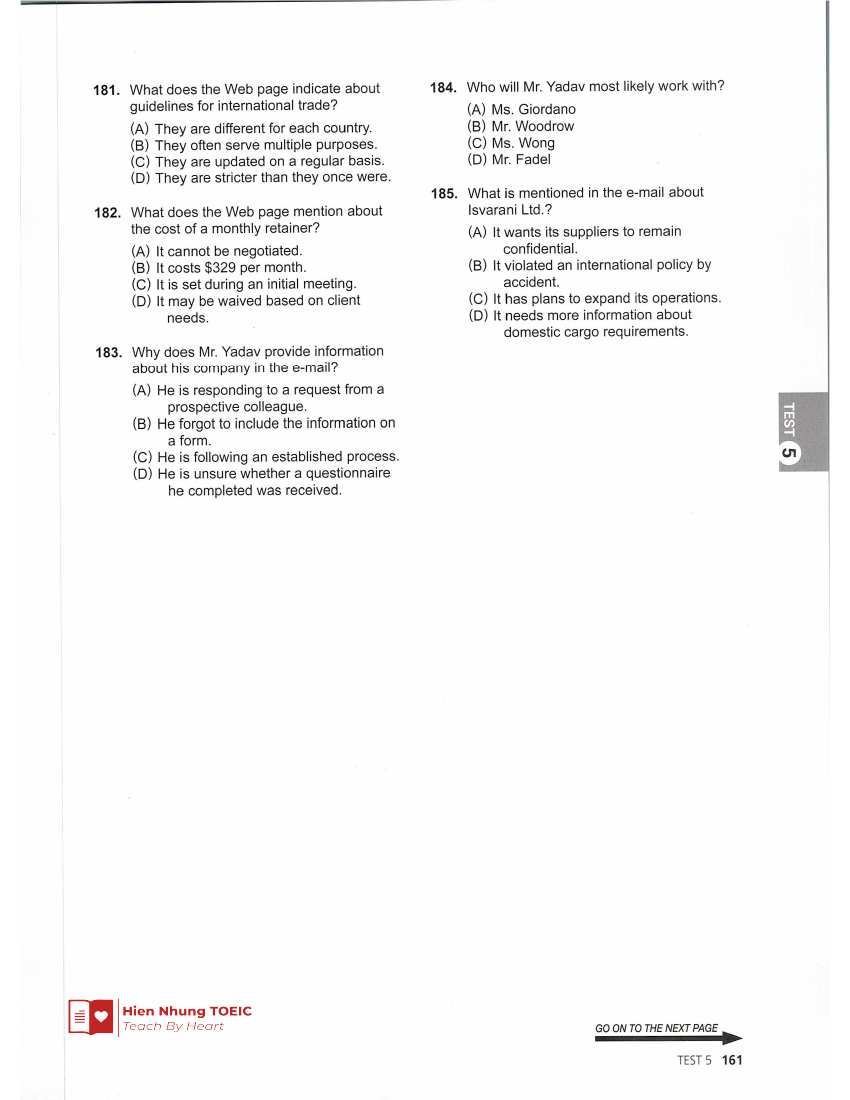 181. What does the Web page indicate about
guidelines for international trade?
(A) They are different for each country.
(B) They often serve multiple purposes.
(C) They are updated on a regular basis.
(D) They are stricter than they once were.
182. What does the Web page mention about
the cost of a monthly retainer?
(A) It cannot be negotiated.
(B) It costs $329 per month.
(C) It is set during an initial meeting.
(D) It may be waived based on client
needs.
183. Why does Mr. Yadav provide information
about his company in the e-mail?
(A) He is responding to a request from a
prospective colleague.
(B) He forgot to include the information on
a form.
(C) He is following an established process.
(D) He is unsure whether a questionnaire
he completed was received.
184. Who will Mr. Yadav most likely work with?
(A) Ms. Giordano
(B) Mr. Woodrow
(C) Ms. Wong
(D) Mr. Fadel
185. What is mentioned in the e-mail about
Isvarani Ltd.?
(A) It wants its suppliers to remain
confidential.
(B) It violated an international policy by
accident.
(C) It has plans to expand its operations.
(D) It needs more information about
domestic cargo requirements.
TEST 5
Hien Nhung TOEIC
Teach By Heart
GO ON TO THE NEXT PAGE
TEST 5 161